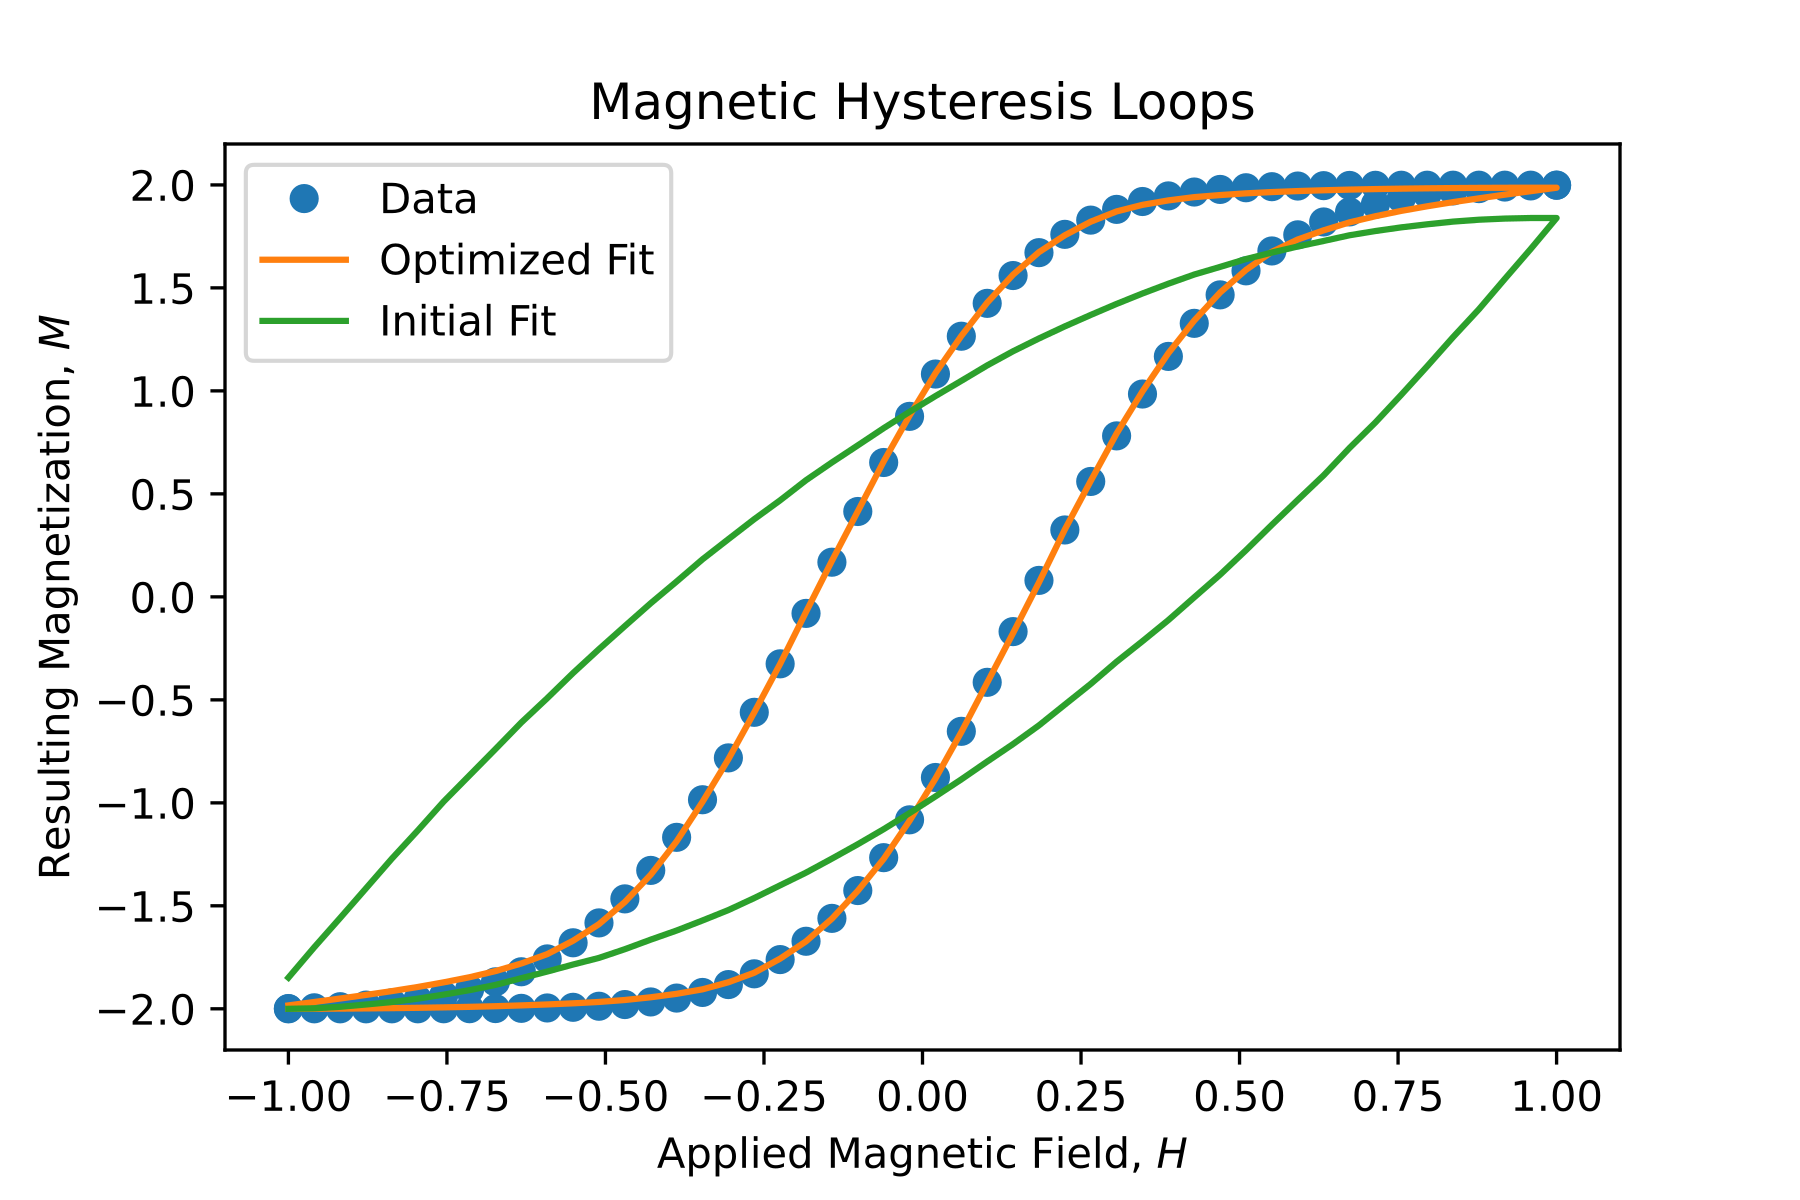 Magnetic Hysteresis Loops
Data
Optimized Fit
Initial Fit
2.0
1.5
1.0
0.5
0.0
−0.5
−1.0
−1.5
−2.0
Resulting Magnetization, M
−1.00 −0.75 −0.50 −0.25 0.00 0.25 0.50 0.75 1.00
Applied Magnetic Field, H